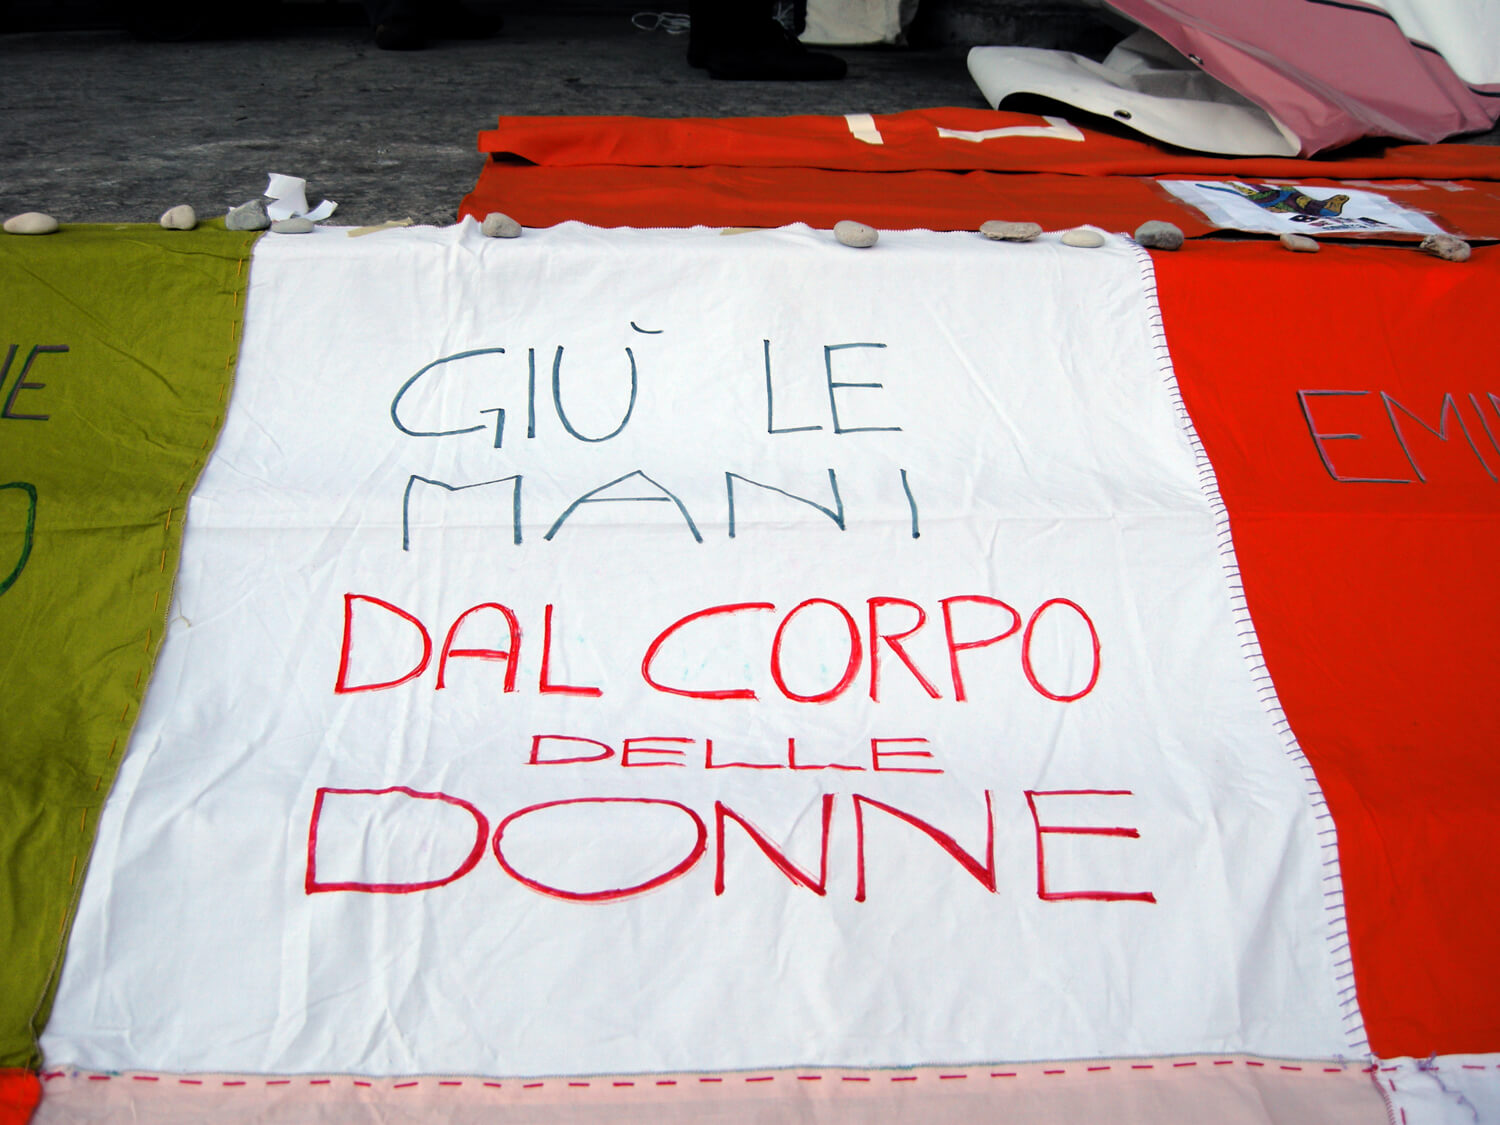 GIÙ LE
MANI
DAL CORPO
DELLE
DONNE